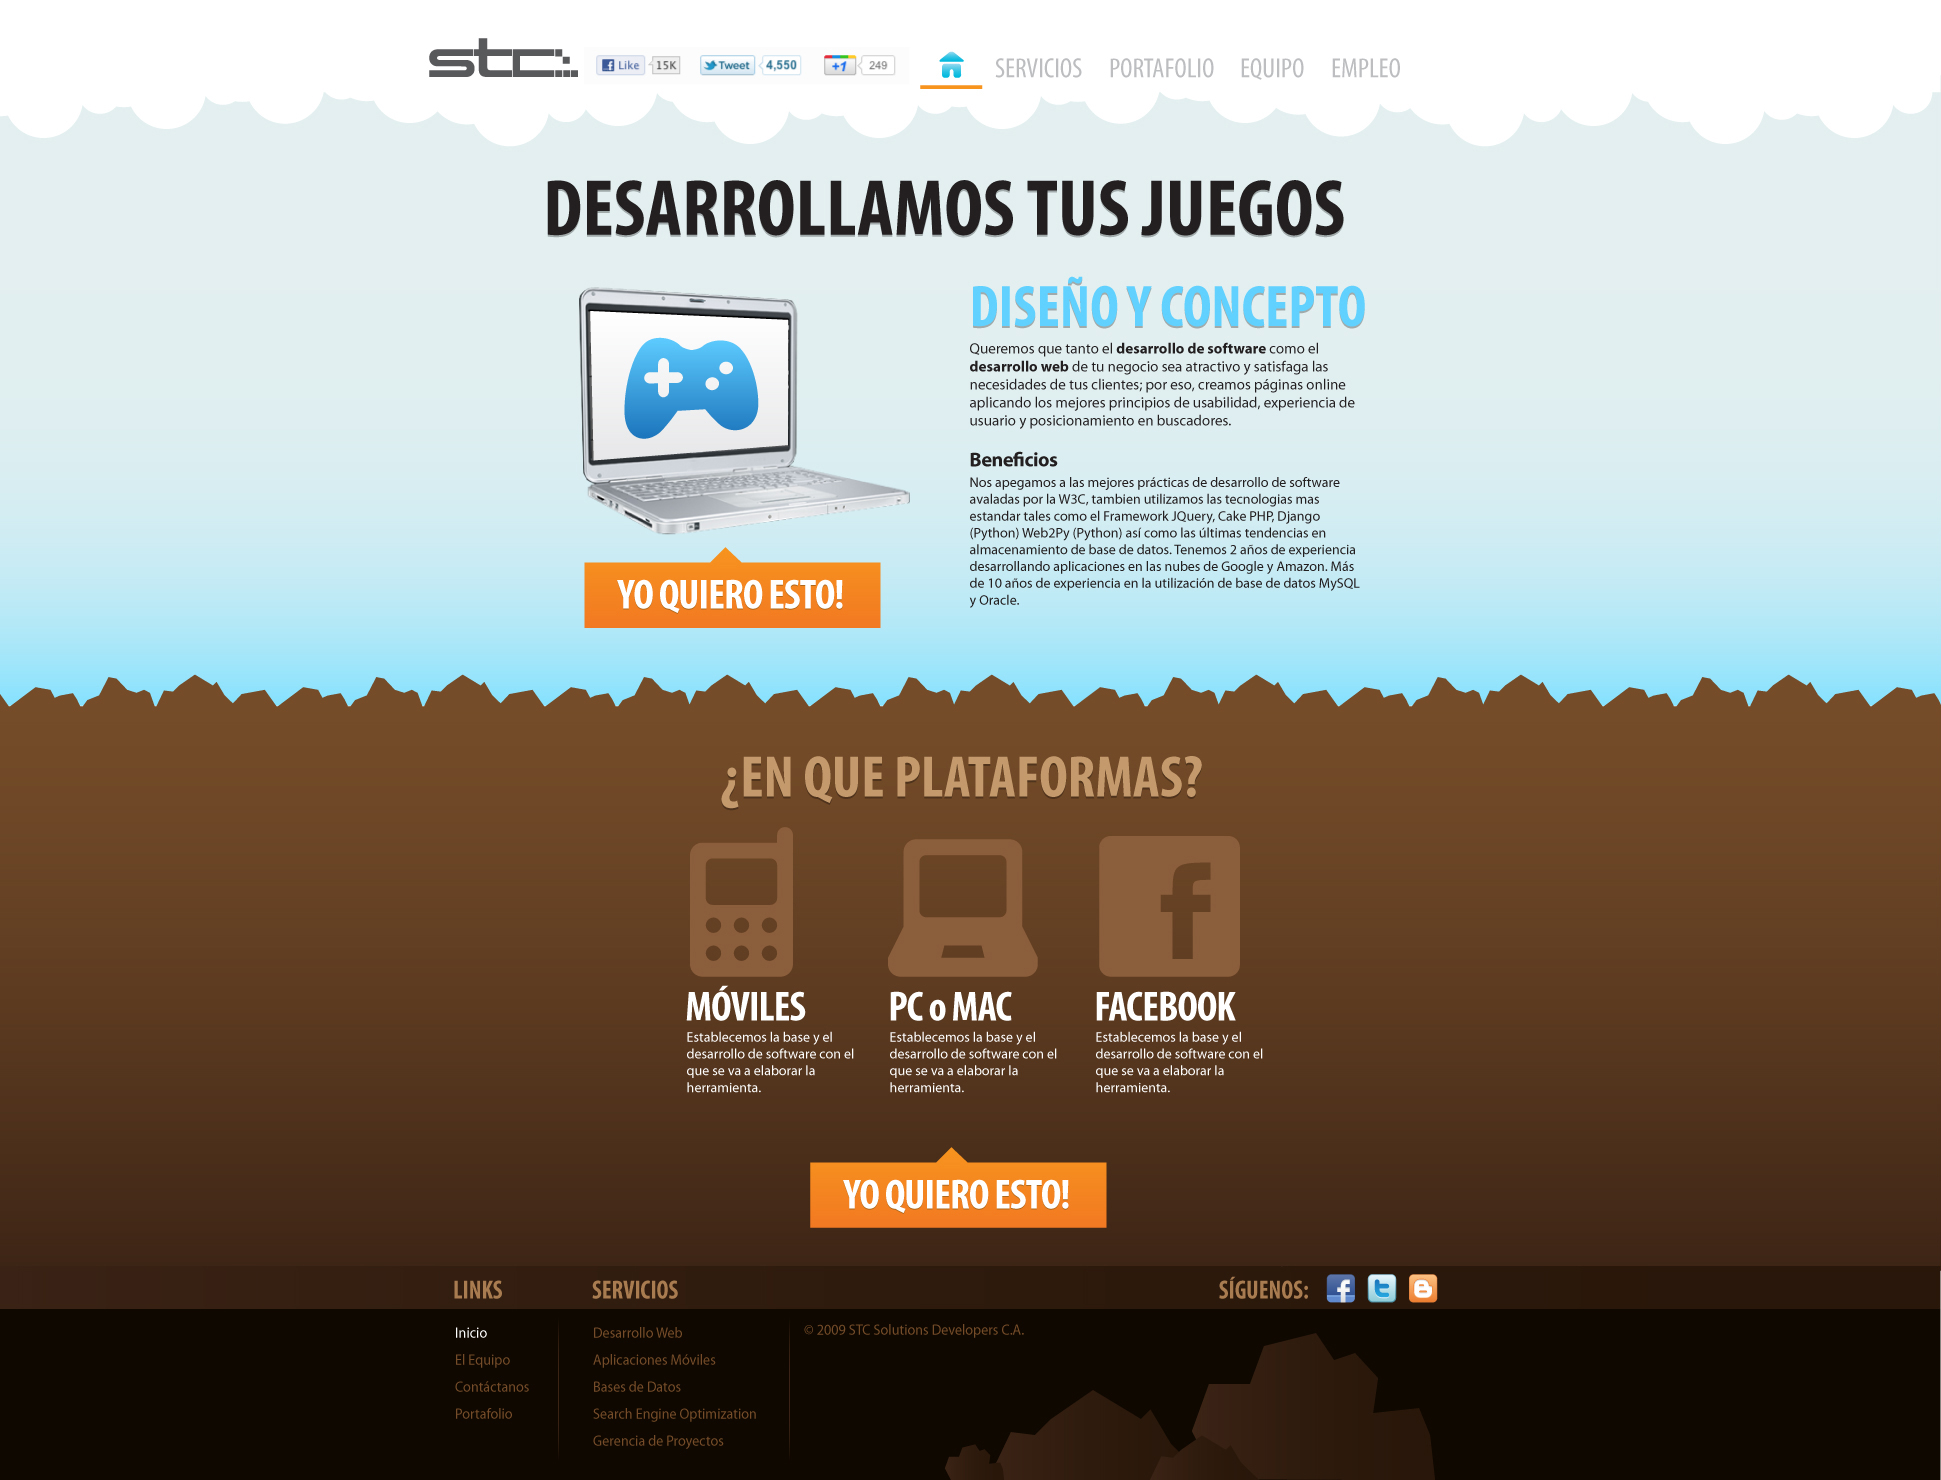 stc
Like 15K Tweet 4,550 +1 249
SERVICIOS PORTAFOLIO EQUIPO EMPLEO
DESARROLLAMOS TUS JUEGOS
DISEÑO Y CONCEPTO
Queremos que tanto el desarrollo de software como el
desarrollo web de tu negocio sea atractivo y satisfaga las
necesidades de tus clientes; por eso, creamos páginas online
aplicando los mejores principios de usabilidad, experiencia de
usuario y posicionamiento en buscadores.
Beneficios
Nos apegamos a las mejores prácticas de desarrollo de software
avaladas por la W3C, tambien utilizamos las tecnologias mas
estandar tales como el Framework JQuery, Cake PHP, Django
(Python) Web2Py (Python) así como las últimas tendencias en
almacenamiento de base de datos. Tenemos 2 años de experiencia
desarrollando aplicaciones en las nubes de Google y Amazon. Más
de 10 años de experiencia en la utilización de base de datos MySQL
y Oracle.
YO QUIERO ESTO!
¿EN QUE PLATAFORMAS?
MÓVILES
Establecemos la base y el
desarrollo de software con el
que se va a elaborar la
herramienta.
PC o MAC
Establecemos la base y el
desarrollo de software con el
que se va a elaborar la
herramienta.
FACEBOOK
Establecemos la base y el
desarrollo de software con el
que se va a elaborar la
herramienta.
YO QUIERO ESTO!
LINKS
Inicio
El Equipo
Contáctanos
Portafolio
SERVICIOS
Desarrollo Web
Aplicaciones Móviles
Bases de Datos
Search Engine Optimization
Gerencia de Proyectos
SÍGUENOS:
© 2009 STC Solutions Developers C.A.